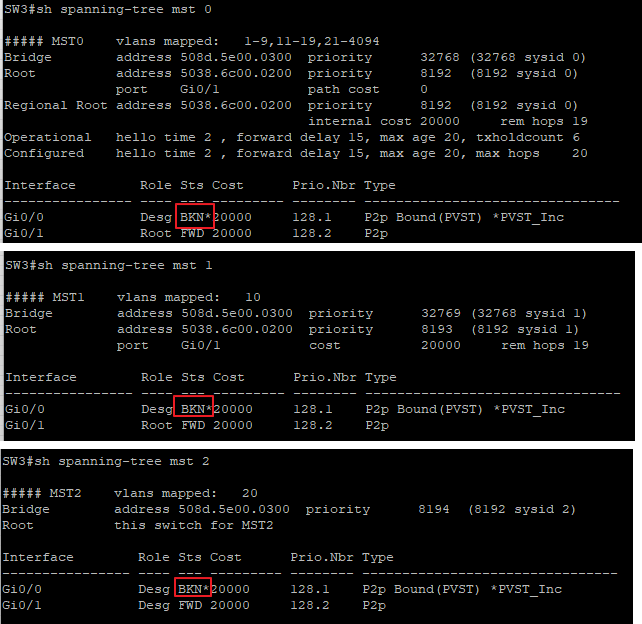 SW3#sh spanning-tree mst 0
##### MST0 vlans mapped: 1-9,11-19,21-4094
Bridge address 508d.5e00.0300 priority 32768 (32768 sysid 0)
Root address 5038.6c00.0200 priority 8192 (8192 sysid 0)
port Gi0/1 path cost 0
Regional Root address 5038.6c00.0200 priority 8192 (8192 sysid 0)
internal cost 20000 rem hops 19
Operational hello time 2 , forward delay 15, max age 20, txholdcount 6
Configured hello time 2 , forward delay 15, max age 20, max hops 20
Interface Role Sts Cost Prio.Nbr Type
---------------- ---- --- --------- -------- --------------------------------
Gi0/0 Desg BKN*20000 128.1 P2p Bound(PVST) *PVST_Inc
Gi0/1 Root FWD 20000 128.2 P2p
SW3#sh spanning-tree mst 1
##### MST1 vlans mapped: 10
Bridge address 508d.5e00.0300 priority 32769 (32768 sysid 1)
Root address 5038.6c00.0200 priority 8193 (8192 sysid 1)
port Gi0/1 cost 20000 rem hops 19
Interface Role Sts Cost Prio.Nbr Type
---------------- ---- --- --------- -------- --------------------------------
Gi0/0 Desg BKN*20000 128.1 P2p Bound(PVST) *PVST_Inc
Gi0/1 Root FWD 20000 128.2 P2p
SW3#sh spanning-tree mst 2
##### MST2 vlans mapped: 20
Bridge address 508d.5e00.0300 priority 8194 (8192 sysid 2)
Root this switch for MST2
Interface Role Sts Cost Prio.Nbr Type
---------------- ---- --- --------- -------- --------------------------------
Gi0/0 Desg BKN*20000 128.1 P2p Bound(PVST) *PVST_Inc
Gi0/1 Desg FWD 20000 128.2 P2p